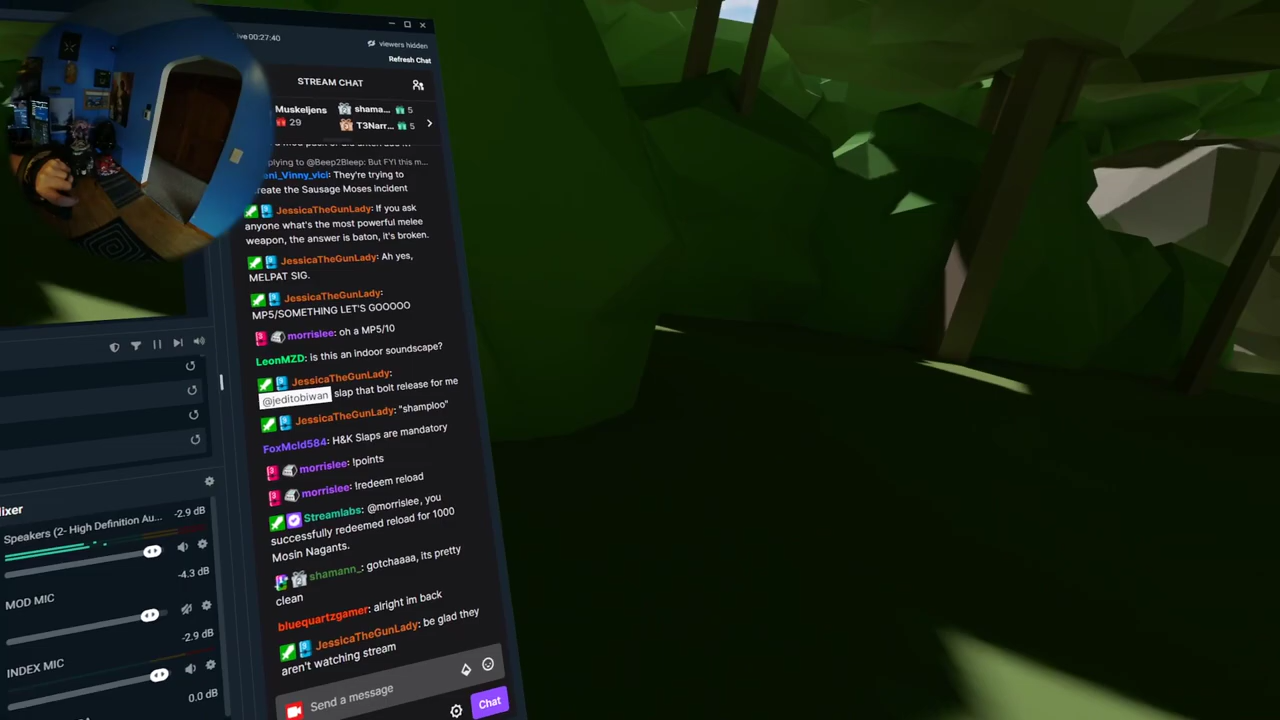 live 00:27:40
viewers hidden
Refresh Chat
STREAM CHAT
Muskeljens
29
shama... 5
T3Narr... 5
plying to @Beep2Bleep: But FYI this m...
eni_Vinny_vici: They're trying to
reate the Sausage Moses incident
JessicaTheGunLady: If you ask
anyone what's the most powerful melee
weapon, the answer is baton, it's broken.
JessicaTheGunLady: Ah yes,
MELPAT SIG.
JessicaTheGunLady:
MP5/SOMETHING LET'S GOOOOO
morrislee: oh a MP5/10
LeonMZD: is this an indoor soundscape?
JessicaTheGunLady:
@jeditobiwan slap that bolt release for me
JessicaTheGunLady: "shamploo"
FoxMcld584: H&K Slaps are mandatory
morrislee: !points
morrislee: !redeem reload
Streamlabs: @morrislee, you
successfully redeemed reload for 1000
Mosin Nagants.
shamann_: gotchaaaa, its pretty
clean
bluequartzgamer: alright im back
JessicaTheGunLady: be glad they
aren't watching stream
Send a message
Chat
ixer
Speakers (2- High Definition Au... -2.9 dB
-4.3 dB
MOD MIC
-2.9 dB
INDEX MIC
0.0 dB